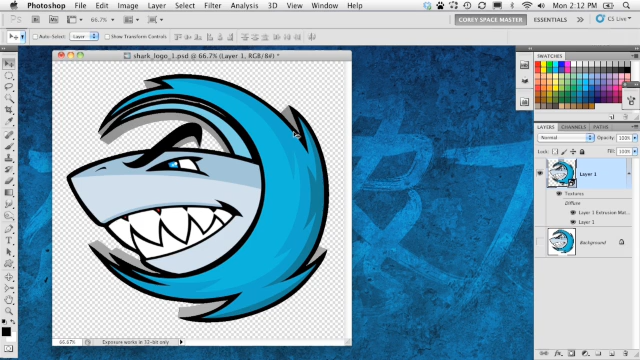 Photoshop File Edit Image Layer Select Filter Analysis 3D View Window Help Mon 2:12 PM
66.7% COREY SPACE MASTER ESSENTIALS CS Live
Auto-Select: Layer Show Transform Controls
shark_logo_1.psd @ 66.7% (Layer 1, RGB/8#) *
SWATCHES
LAYERS CHANNELS PATHS
Normal Opacity: 100%
Lock: Fill: 100%
Layer 1
Textures
Diffuse
Layer 1 Extrusion Mat...
Layer 1
Background
66.67% Exposure works in 32-bit only